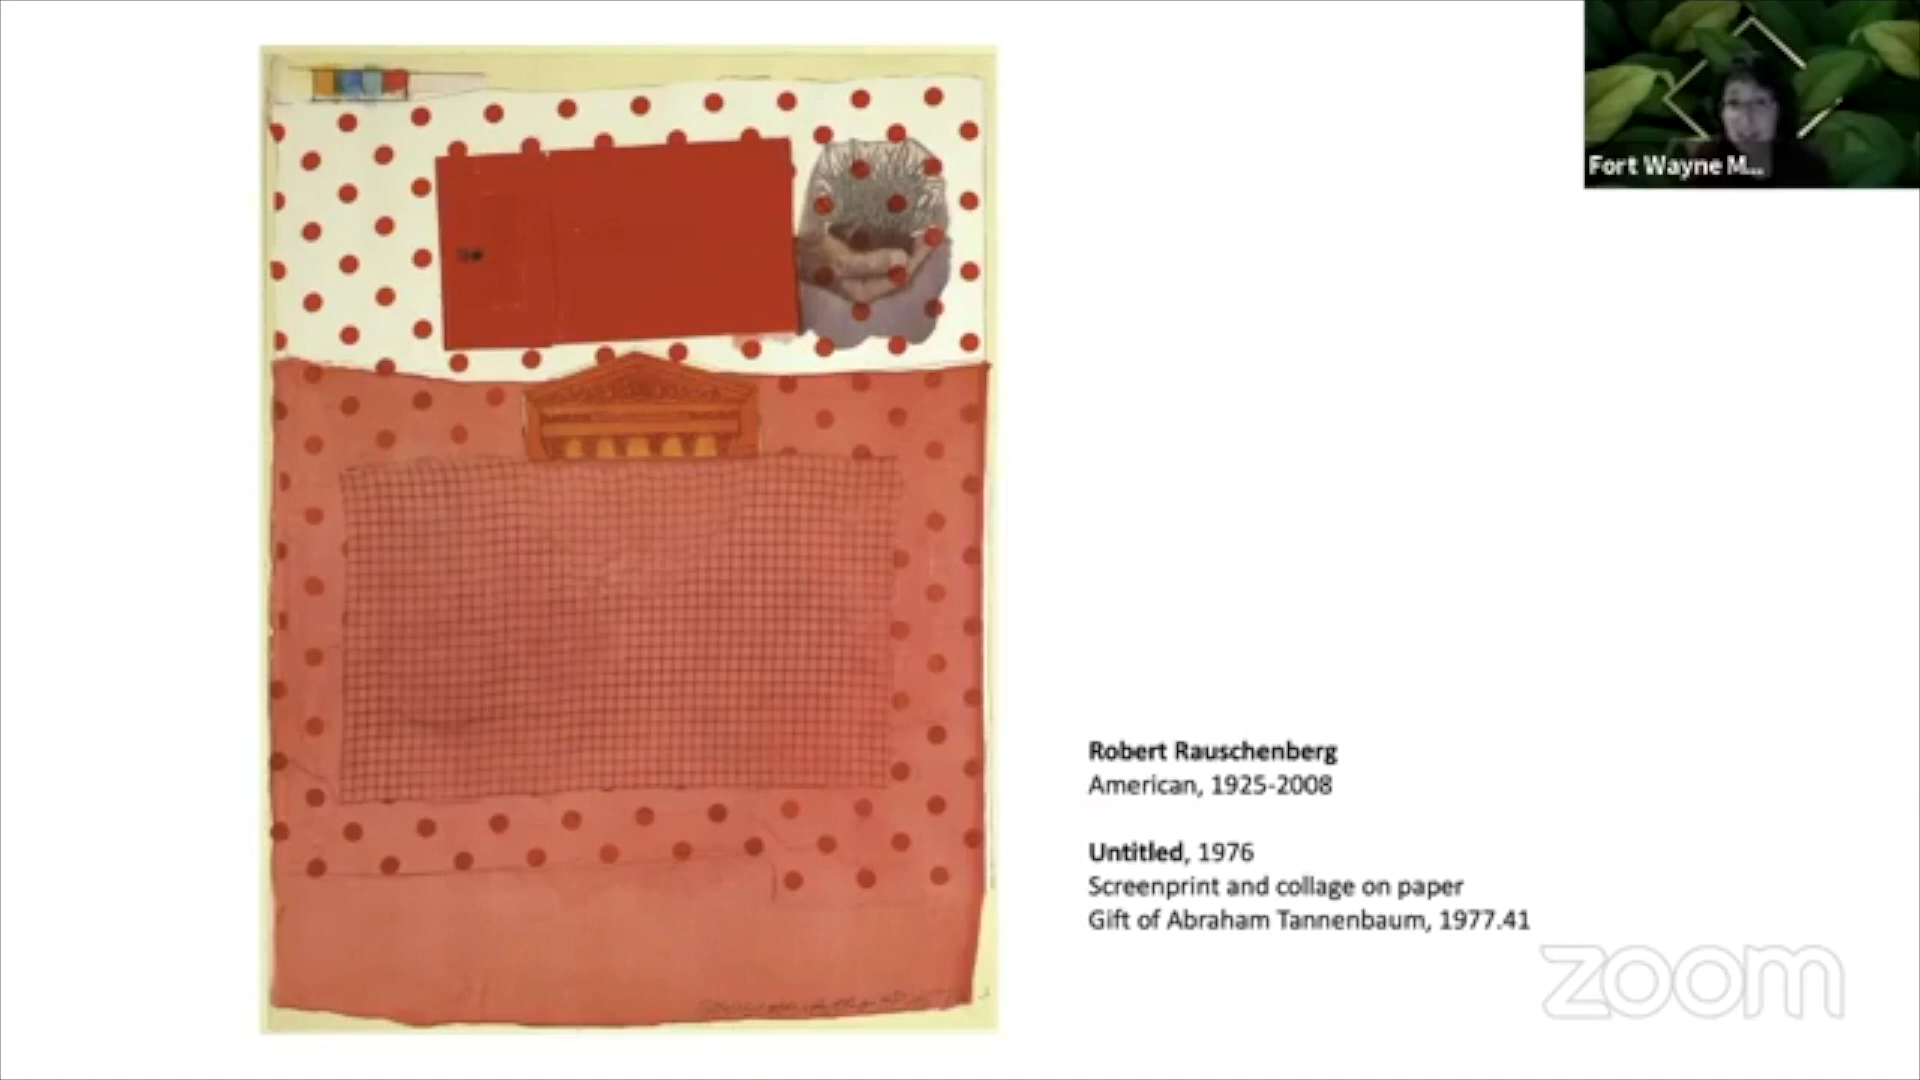 Fort Wayne M...
Robert Rauschenberg
American, 1925-2008
Untitled, 1976
Screenprint and collage on paper
Gift of Abraham Tannenbaum, 1977.41
zoom